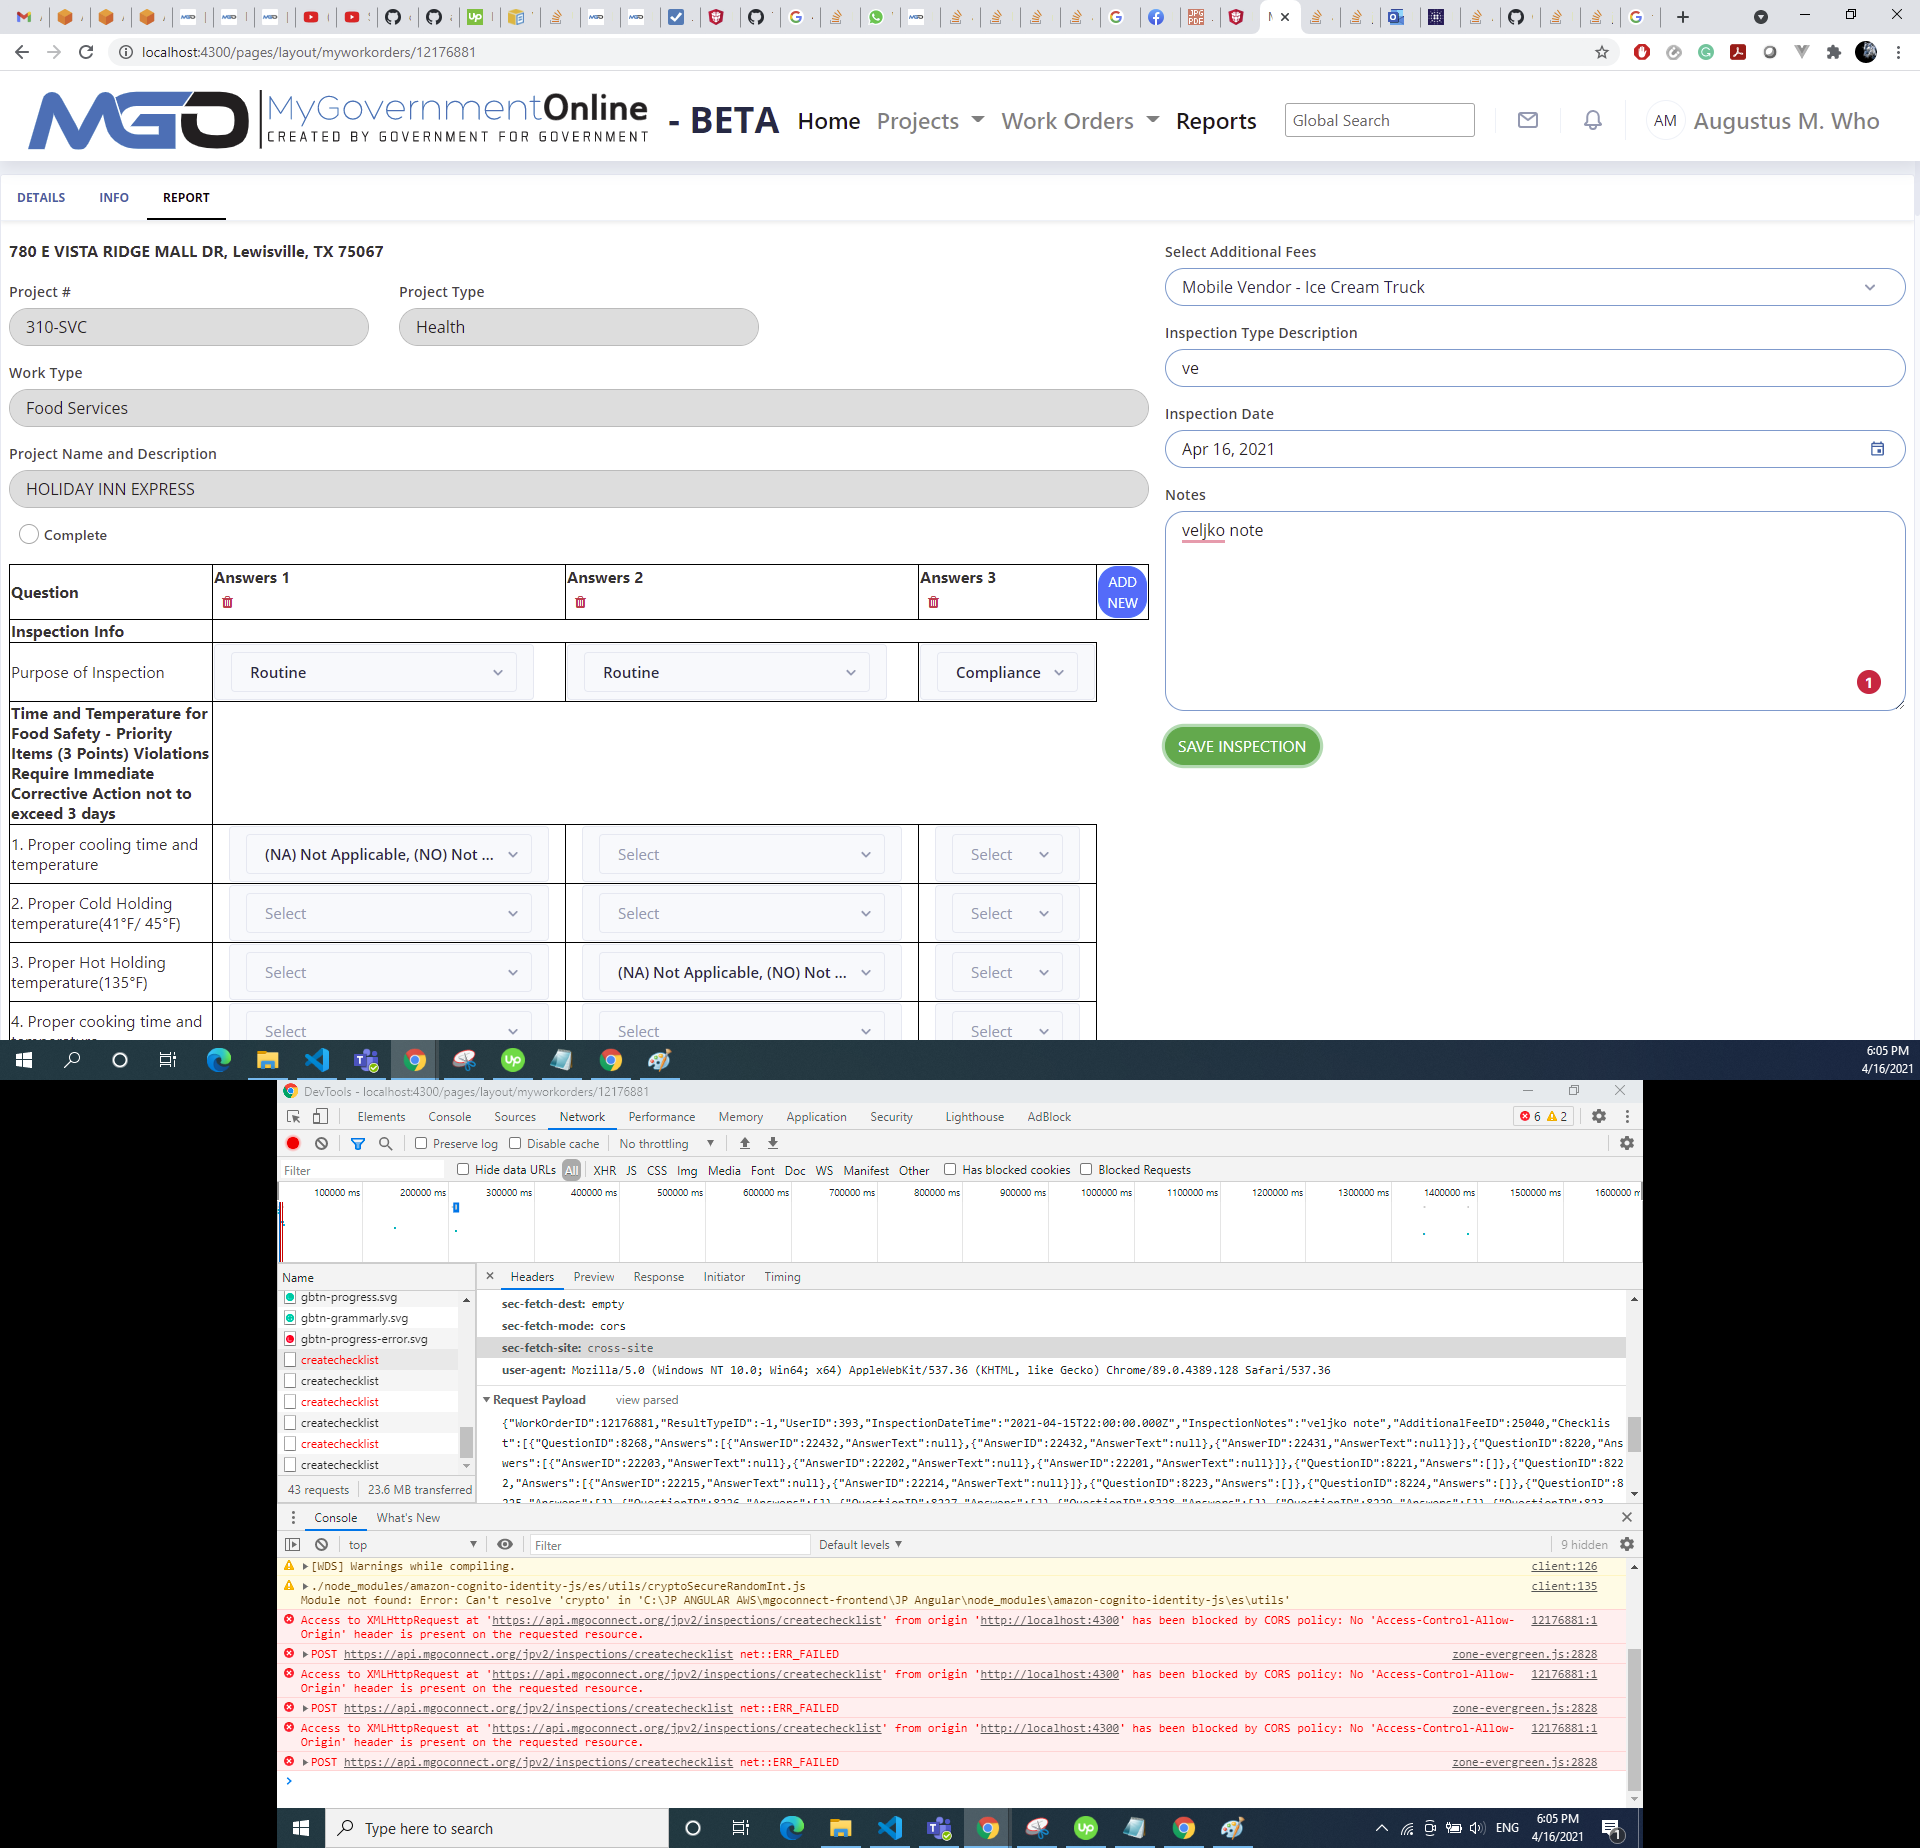 localhost:4300/pages/layout/myworkorders/12176881
MGO MyGovernmentOnline - BETA Home Projects Work Orders Reports Global Search AM Augustus M. Who
CREATED BY GOVERNMENT FOR GOVERNMENT
DETAILS INFO REPORT
780 E VISTA RIDGE MALL DR, Lewisville, TX 75067
Project # Project Type
310-SVC Health
Work Type
Food Services
Project Name and Description
HOLIDAY INN EXPRESS
Complete
Select Additional Fees
Mobile Vendor - Ice Cream Truck
Inspection Type Description
ve
Inspection Date
Apr 16, 2021
Notes
veljko note
1
SAVE INSPECTION
Question Answers 1 Answers 2 Answers 3 ADD NEW
Inspection Info
Purpose of Inspection Routine Routine Compliance
Time and Temperature for
Food Safety - Priority
Items (3 Points) Violations
Require Immediate
Corrective Action not to
exceed 3 days
1. Proper cooling time and
temperature
(NA) Not Applicable, (NO) Not ... Select Select
2. Proper Cold Holding
temperature(41°F/ 45°F)
Select Select Select
3. Proper Hot Holding
temperature(135°F)
Select (NA) Not Applicable, (NO) Not ... Select
4. Proper cooking time and
Select Select Select
6:05 PM
4/16/2021
DevTools - localhost:4300/pages/layout/myworkorders/12176881
Elements Console Sources Network Performance Memory Application Security Lighthouse AdBlock 6 2
Preserve log Disable cache No throttling
Filter Hide data URLs All XHR JS CSS Img Media Font Doc WS Manifest Other Has blocked cookies Blocked Requests
100000 ms 200000 ms 300000 ms 400000 ms 500000 ms 600000 ms 700000 ms 800000 ms 900000 ms 1000000 ms 1100000 ms 1200000 ms 1300000 ms 1400000 ms 1500000 ms 1600000 m
Name
gbtn-progress.svg
gbtn-grammarly.svg
gbtn-progress-error.svg
createchecklist
createchecklist
createchecklist
createchecklist
createchecklist
createchecklist
43 requests 23.6 MB transferred
Headers Preview Response Initiator Timing
sec-fetch-dest: empty
sec-fetch-mode: cors
sec-fetch-site: cross-site
user-agent: Mozilla/5.0 (Windows NT 10.0; Win64; x64) AppleWebKit/537.36 (KHTML, like Gecko) Chrome/89.0.4389.128 Safari/537.36
Request Payload view parsed
{"WorkOrderID":12176881,"ResultTypeID":-1,"UserID":393,"InspectionDateTime":"2021-04-15T22:00:00.000Z","InspectionNotes":"veljko note","AdditionalFeeID":25040,"Checklis
t":[{"QuestionID":8268,"Answers":[{"AnswerID":22432,"AnswerText":null},{"AnswerID":22432,"AnswerText":null},{"AnswerID":22431,"AnswerText":null}]},{"QuestionID":8220,"Ans
wers":[{"AnswerID":22203,"AnswerText":null},{"AnswerID":22202,"AnswerText":null},{"AnswerID":22201,"AnswerText":null}]},{"QuestionID":8221,"Answers":[]},{"QuestionID":822
2,"Answers":[{"AnswerID":22215,"AnswerText":null},{"AnswerID":22214,"AnswerText":null}]},{"QuestionID":8223,"Answers":[]},{"QuestionID":8224,"Answers":[]},{"QuestionID":8
225,"Answers":[]},{"QuestionID":8226,"Answers":[]},{"QuestionID":8227,"Answers":[]},{"QuestionID":8228,"Answers":[]},{"QuestionID":8229,"Answers":[]},{"QuestionID":823
Console What's New
top Filter Default levels 9 hidden
[WDS] Warnings while compiling. client:126
./node_modules/amazon-cognito-identity-js/es/utils/cryptoSecureRandomInt.js client:135
Module not found: Error: Can't resolve 'crypto' in 'C:\JP ANGULAR AWS\mgoconnect-frontend\JP Angular\node_modules\amazon-cognito-identity-js\es\utils'
Access to XMLHttpRequest at 'https://api.mgoconnect.org/jpv2/inspections/createchecklist' from origin 'http://localhost:4300' has been blocked by CORS policy: No 'Access-Control-Allow- 12176881:1
Origin' header is present on the requested resource.
POST https://api.mgoconnect.org/jpv2/inspections/createchecklist net::ERR_FAILED zone-evergreen.js:2828
Access to XMLHttpRequest at 'https://api.mgoconnect.org/jpv2/inspections/createchecklist' from origin 'http://localhost:4300' has been blocked by CORS policy: No 'Access-Control-Allow- 12176881:1
Origin' header is present on the requested resource.
POST https://api.mgoconnect.org/jpv2/inspections/createchecklist net::ERR_FAILED zone-evergreen.js:2828
Access to XMLHttpRequest at 'https://api.mgoconnect.org/jpv2/inspections/createchecklist' from origin 'http://localhost:4300' has been blocked by CORS policy: No 'Access-Control-Allow- 12176881:1
Origin' header is present on the requested resource.
POST https://api.mgoconnect.org/jpv2/inspections/createchecklist net::ERR_FAILED zone-evergreen.js:2828
Type here to search ENG 6:05 PM
4/16/2021 1